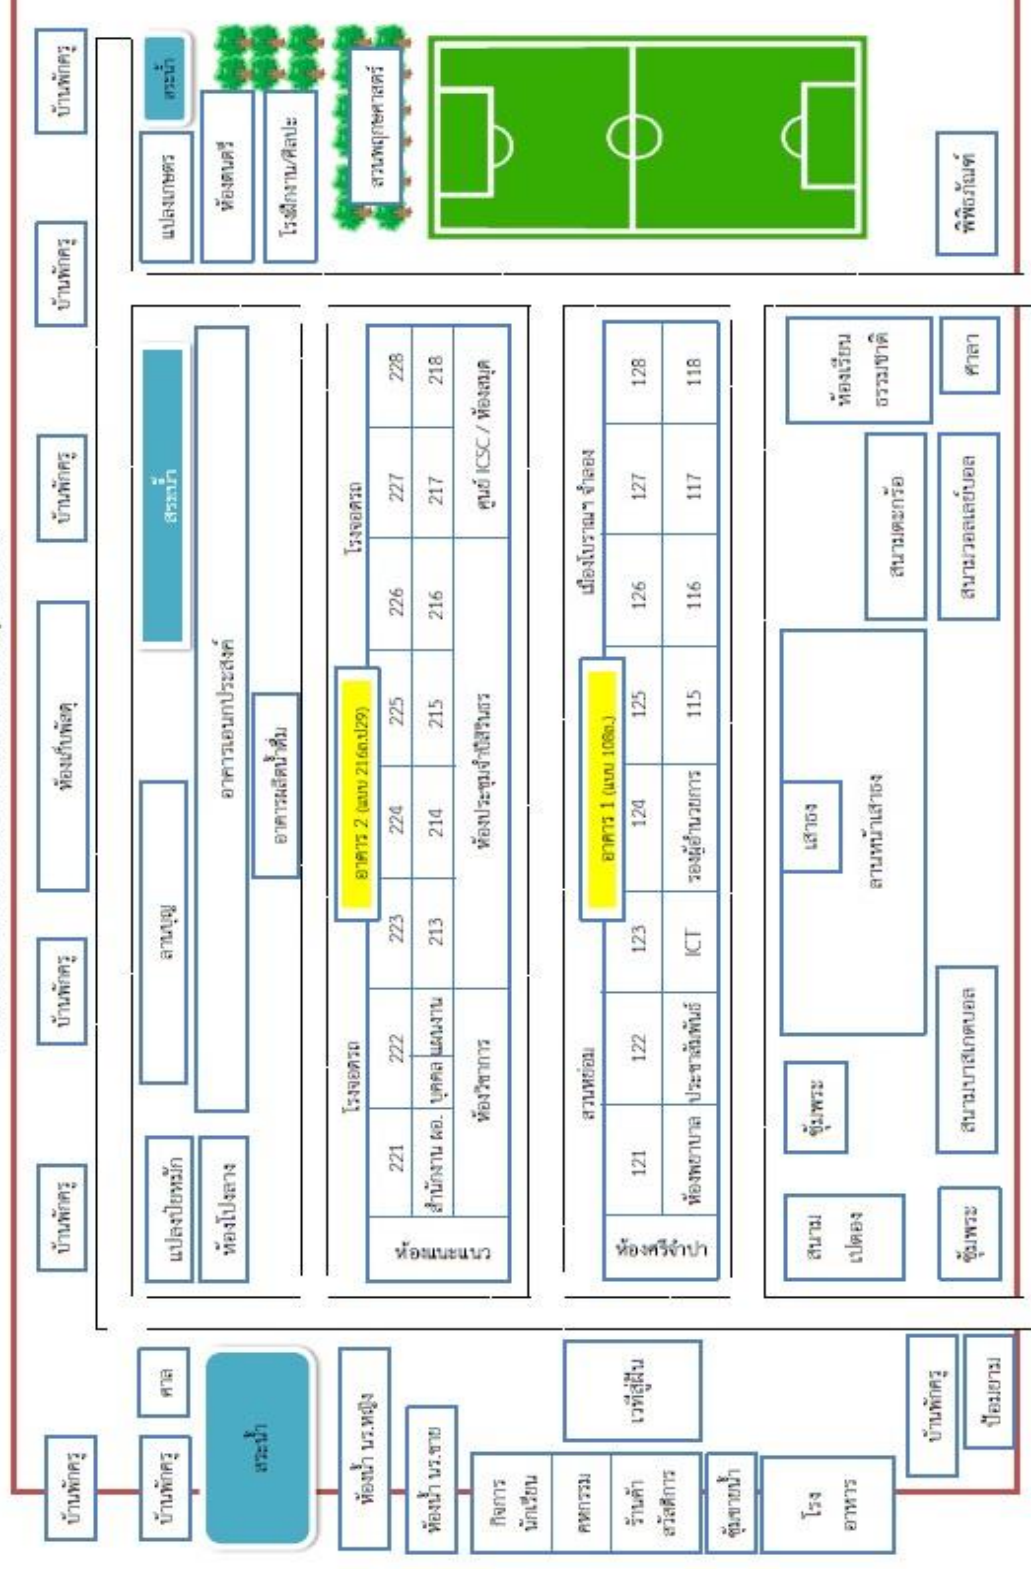 บ้านพักครู
บ้านพักครู
บ้านพักครู
ห้องเก็บพัสดุ
บ้านพักครู
บ้านพักครู
บ้านพักครู
บ้านพักครู
ศาล
สระน้ำ
แปลงปุ๋ยหมัก
ลานบุญ
สระน้ำ
แปลงเกษตร
สระน้ำ
ห้องโปงลาง
อาคารเอนกประสงค์
ห้องดนตรี
อาคารผลิตน้ำดื่ม
โรงฝึกงาน/ศิลปะ
สวนพฤกษศาสตร์
ห้องน้ำ นร.หญิง
ห้องน้ำ นร.ชาย
โรงจอดรถ
อาคาร 2 (แบบ 216ล.ป29)
โรงจอดรถ
ห้องแนะแนว
221 222 223 224 225 226 227 228
สำนักงาน ผอ. บุคคล แผนงาน 213 214 215 216 217 218
ห้องวิชาการ ห้องประชุมจำปีสิรินธร ศูนย์ ICSC / ห้องสมุด
กิจการ
นักเรียน
คหกรรม
ร้านค้า
สวัสดิการ
ซุ้มขายน้ำ
โรง
อาหาร
เวทีสู่ฝัน
สวนหย่อม
อาคาร 1 (แบบ 108ล.)
เมืองโบราณฯ จำลอง
ห้องศรีจำปา
121 122 123 124 125 126 127 128
ห้องพยาบาล ประชาสัมพันธ์ ICT รองผู้อำนวยการ 115 116 117 118
สนาม
เปตอง
ซุ้มพระ
เสาธง
ลานหน้าเสาธง
สนามตะกร้อ
ห้องเรียน
ธรรมชาติ
บ้านพักครู
ป้อมยาม
ซุ้มพระ
สนามบาสเกตบอล
สนามวอลเลย์บอล
ศาลา
พิพิธภัณฑ์